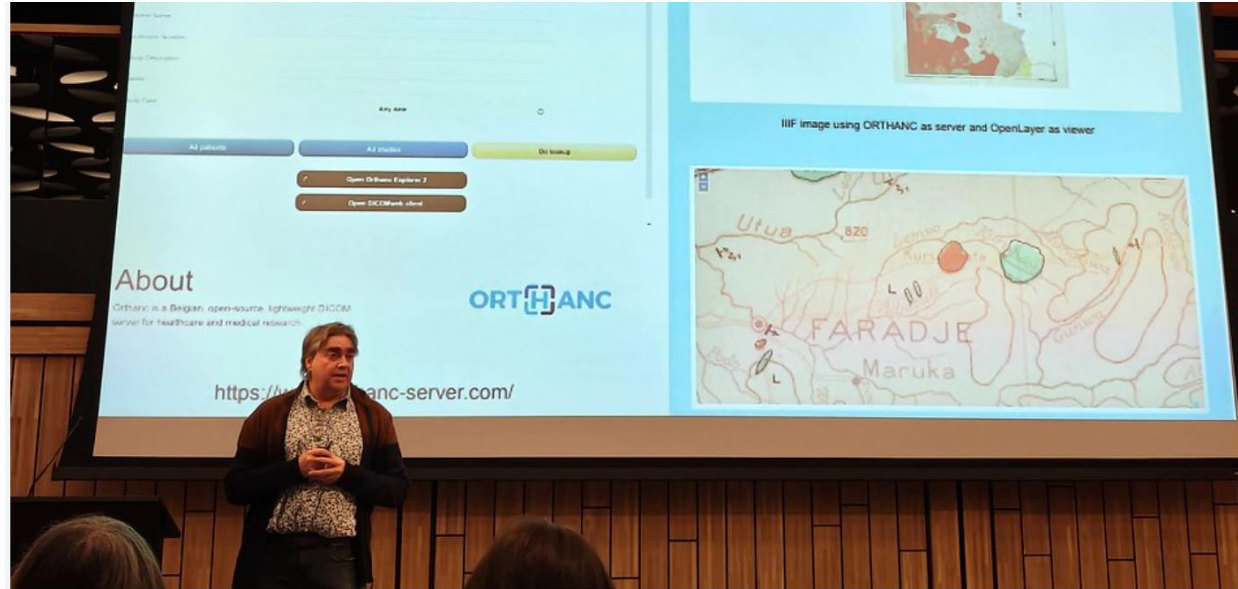 Any date
All patients
All studies
Do lookup
Open Orthanc Explorer 2
Open DICOMweb client
About
Orthanc is a Belgian, open-source, lightweight DICOM
server for healthcare and medical research
ORTHANC
https://w
anc-server.com/
IIIF image using ORTHANC as server and OpenLayer as viewer
Utua
820
FARADJE
Maruka
Gururva
L
L